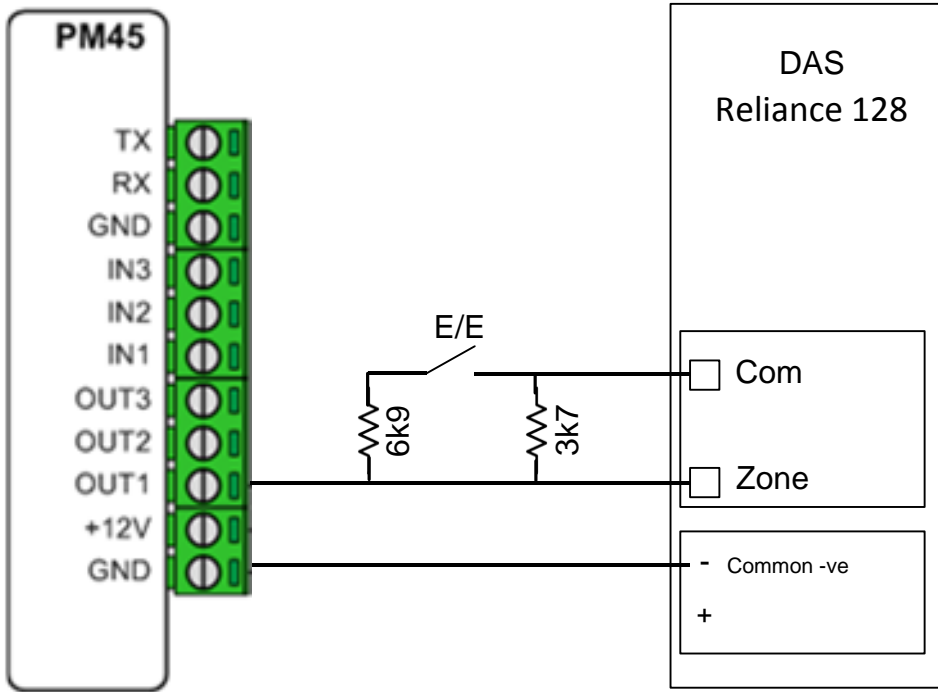 PM45
TX
RX
GND
IN3
IN2
IN1
OUT3
OUT2
OUT1
+12V
GND
E/E
6k9
3k7
DAS
Reliance 128
Com
Zone
- Common -ve
+